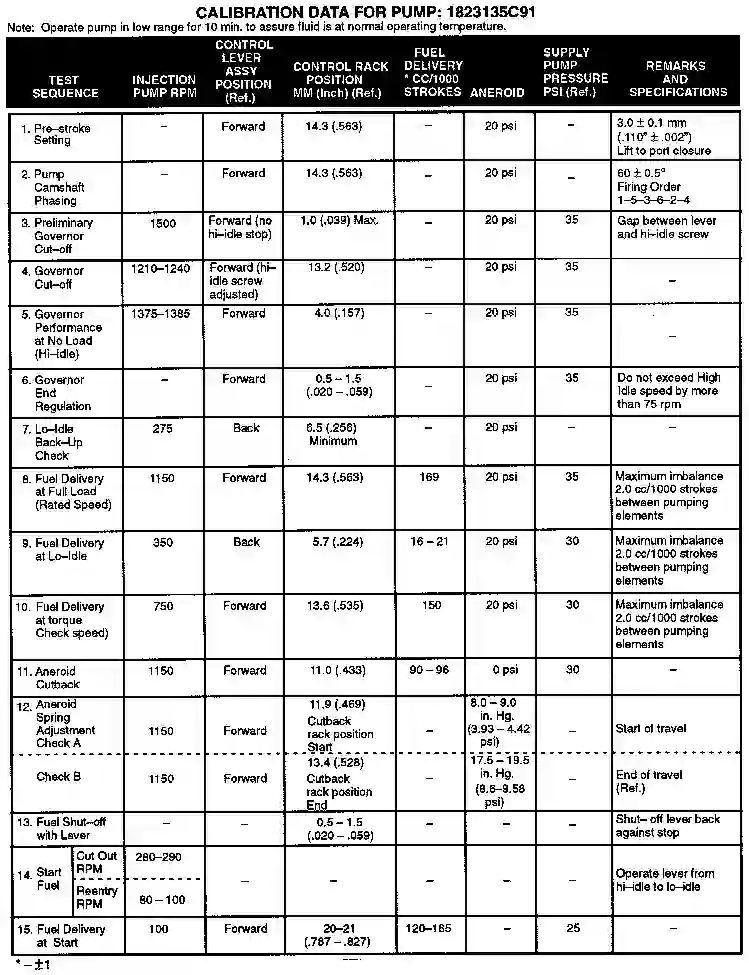 CALIBRATION DATA FOR PUMP: 1823135C91
Note: Operate pump in low range for 10 min. to assure fluid is at normal operating temperature.
TEST SEQUENCE | INJECTION PUMP RPM | CONTROL LEVER ASSY POSITION (Ref.) | CONTROL RACK POSITION MM (Inch) (Ref.) | FUEL DELIVERY * CC/1000 STROKES | ANEROID | SUPPLY PUMP PRESSURE PSI (Ref.) | REMARKS AND SPECIFICATIONS
1. Pre–stroke Setting | – | Forward | 14.3 (.563) | – | 20 psi | – | 3.0 ± 0.1 mm (.110" ± .002") Lift to port closure
2. Pump Camshaft Phasing | – | Forward | 14.3 (.563) | – | 20 psi | – | 60 ± 0.5° Firing Order 1–5–3–6–2–4
3. Preliminary Governor Cut–off | 1500 | Forward (no hi–idle stop) | 1.0 (.039) Max. | – | 20 psi | 35 | Gap between lever and hi–idle screw
4. Governor Cut–off | 1210–1240 | Forward (hi–idle screw adjusted) | 13.2 (.520) | – | 20 psi | 35 | –
5. Governor Performance at No Load (Hi–idle) | 1375–1385 | Forward | 4.0 (.157) | – | 20 psi | 35 | –
6. Governor End Regulation | – | Forward | 0.5 – 1.5 (.020 – .059) | – | 20 psi | 35 | Do not exceed High Idle speed by more than 75 rpm
7. Lo–Idle Back–Up Check | 275 | Back | 6.5 (.256) Minimum | – | 20 psi | – | –
8. Fuel Delivery at Full Load (Rated Speed) | 1150 | Forward | 14.3 (.563) | 169 | 20 psi | 35 | Maximum imbalance 2.0 cc/1000 strokes between pumping elements
9. Fuel Delivery at Lo–Idle | 350 | Back | 5.7 (.224) | 16 – 21 | 20 psi | 30 | Maximum imbalance 2.0 cc/1000 strokes between pumping elements
10. Fuel Delivery at torque Check speed) | 750 | Forward | 13.6 (.535) | 150 | 20 psi | 30 | Maximum imbalance 2.0 cc/1000 strokes between pumping elements
11. Aneroid Cutback | 1150 | Forward | 11.0 (.433) | 90 – 96 | 0 psi | 30 | –
12. Aneroid Spring Adjustment Check A | 1150 | Forward | 11.9 (.469) Cutback rack position Start | – | 8.0 – 9.0 in. Hg. (3.93 – 4.42 psi) | – | Start of travel
Check B | 1150 | Forward | 13.4 (.528) Cutback rack position End | – | 17.5 – 19.5 in. Hg. (8.6–9.58 psi) | – | End of travel (Ref.)
13. Fuel Shut–off with Lever | – | – | 0.5 – 1.5 (.020 – .059) | – | – | – | Shut– off lever back against stop
14. Start Fuel | Cut Out RPM | 280–290 | – | – | – | – | – | Operate lever from hi–idle to lo–idle
Reentry RPM | 80 – 100
15. Fuel Delivery at Start | 100 | Forward | 20–21 (.787 – .827) | 120–185 | – | 25 | –
* – ±1